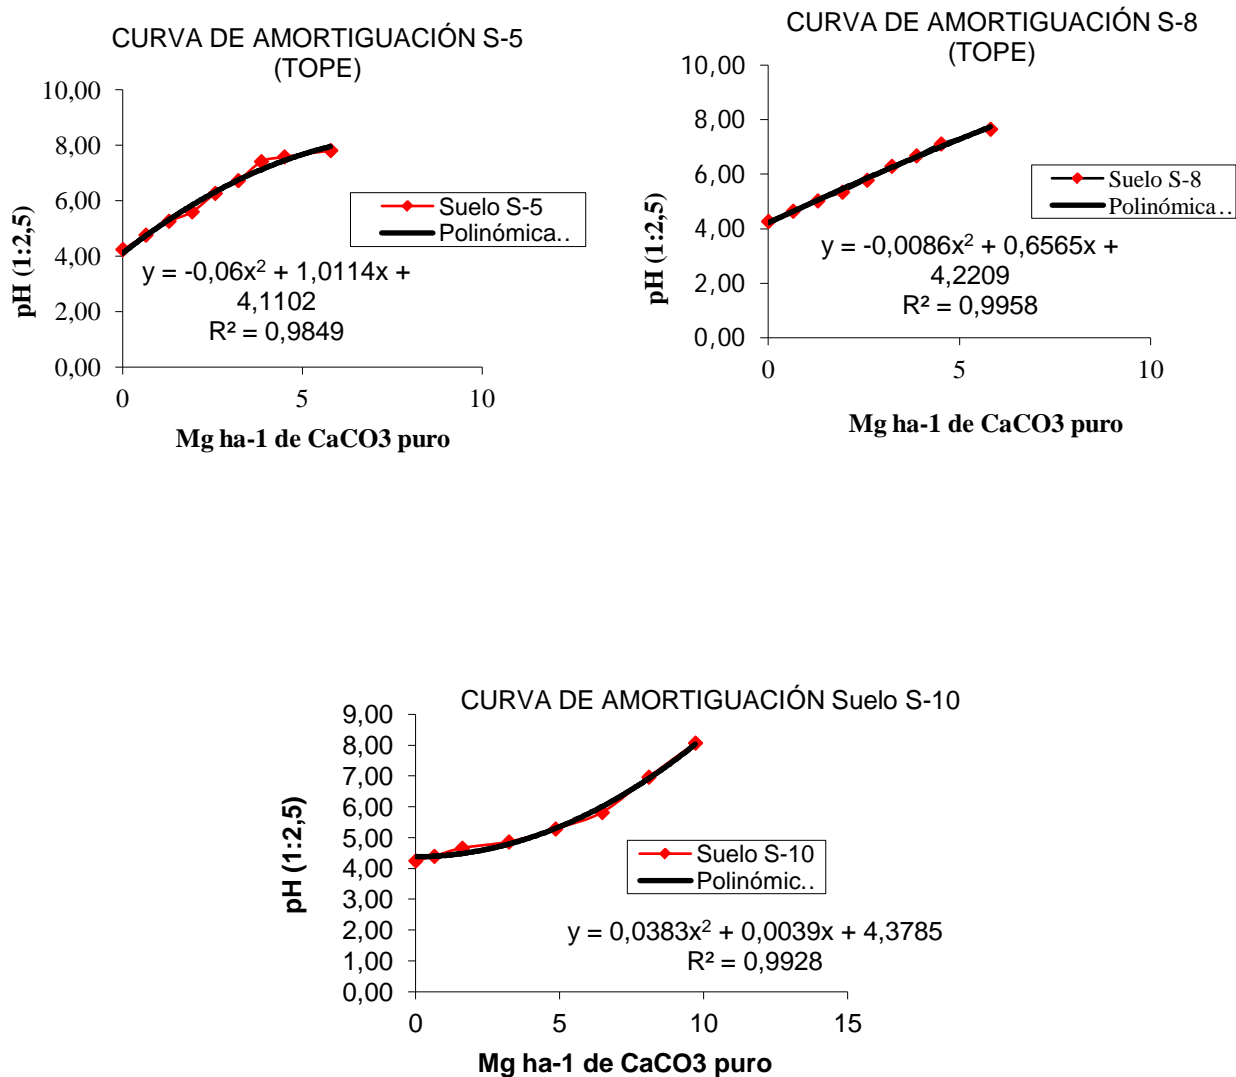 CURVA DE AMORTIGUACIÓN S-5
(TOPE)
10,00
8,00
6,00
4,00
2,00
0,00
pH (1:2,5)
Suelo S-5
Polinómica..
y = -0,06x² + 1,0114x +
4,1102
R² = 0,9849
0
5
10
Mg ha-1 de CaCO3 puro
CURVA DE AMORTIGUACIÓN S-8
(TOPE)
10,00
8,00
6,00
4,00
2,00
0,00
pH (1:2,5)
Suelo S-8
Polinómica..
y = -0,0086x² + 0,6565x +
4,2209
R² = 0,9958
0
5
10
Mg ha-1 de CaCO3 puro
CURVA DE AMORTIGUACIÓN Suelo S-10
9,00
8,00
7,00
6,00
5,00
4,00
3,00
2,00
1,00
0,00
pH (1:2,5)
Suelo S-10
Polinómic..
y = 0,0383x² + 0,0039x + 4,3785
R² = 0,9928
0
5
10
15
Mg ha-1 de CaCO3 puro